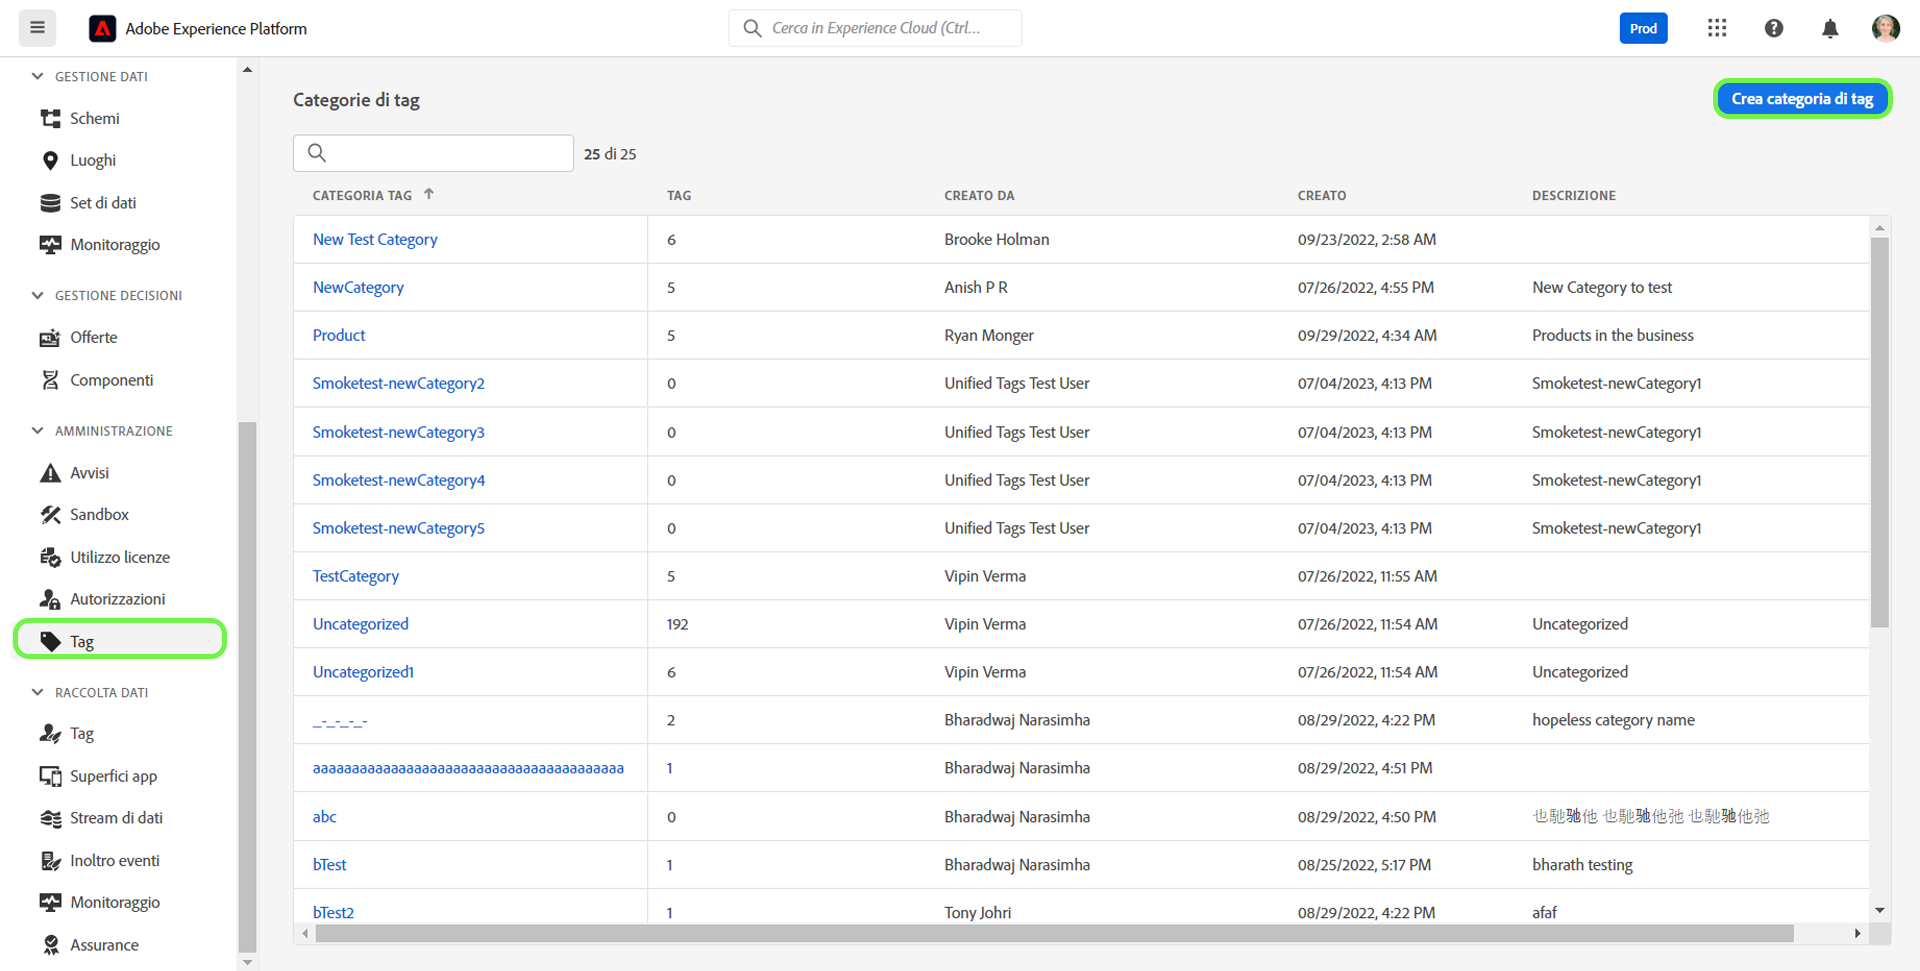 Adobe Experience Platform
Cerca in Experience Cloud (Ctrl...
Prod
GESTIONE DATI
Schemi
Luoghi
Set di dati
Monitoraggio
GESTIONE DECISIONI
Offerte
Componenti
AMMINISTRAZIONE
Avvisi
Sandbox
Utilizzo licenze
Autorizzazioni
Tag
RACCOLTA DATI
Tag
Superfici app
Stream di dati
Inoltro eventi
Monitoraggio
Assurance
Categorie di tag
Crea categoria di tag
25 di 25
CATEGORIA TAG TAG CREATO DA CREATO DESCRIZIONE
New Test Category 6 Brooke Holman 09/23/2022, 2:58 AM
NewCategory 5 Anish P R 07/26/2022, 4:55 PM New Category to test
Product 5 Ryan Monger 09/29/2022, 4:34 AM Products in the business
Smoketest-newCategory2 0 Unified Tags Test User 07/04/2023, 4:13 PM Smoketest-newCategory1
Smoketest-newCategory3 0 Unified Tags Test User 07/04/2023, 4:13 PM Smoketest-newCategory1
Smoketest-newCategory4 0 Unified Tags Test User 07/04/2023, 4:13 PM Smoketest-newCategory1
Smoketest-newCategory5 0 Unified Tags Test User 07/04/2023, 4:13 PM Smoketest-newCategory1
TestCategory 5 Vipin Verma 07/26/2022, 11:55 AM
Uncategorized 192 Vipin Verma 07/26/2022, 11:54 AM Uncategorized
Uncategorized1 6 Vipin Verma 07/26/2022, 11:54 AM Uncategorized
_-_-_-_- 2 Bharadwaj Narasimha 08/29/2022, 4:22 PM hopeless category name
aaaaaaaaaaaaaaaaaaaaaaaaaaaaaaaaaaaaaaaa 1 Bharadwaj Narasimha 08/29/2022, 4:51 PM
abc 0 Bharadwaj Narasimha 08/29/2022, 4:50 PM 也馳驰他 也馳驰他弛 也馳驰他弛
bTest 1 Bharadwaj Narasimha 08/25/2022, 5:17 PM bharath testing
bTest2 1 Tony Johri 08/29/2022, 4:22 PM afaf